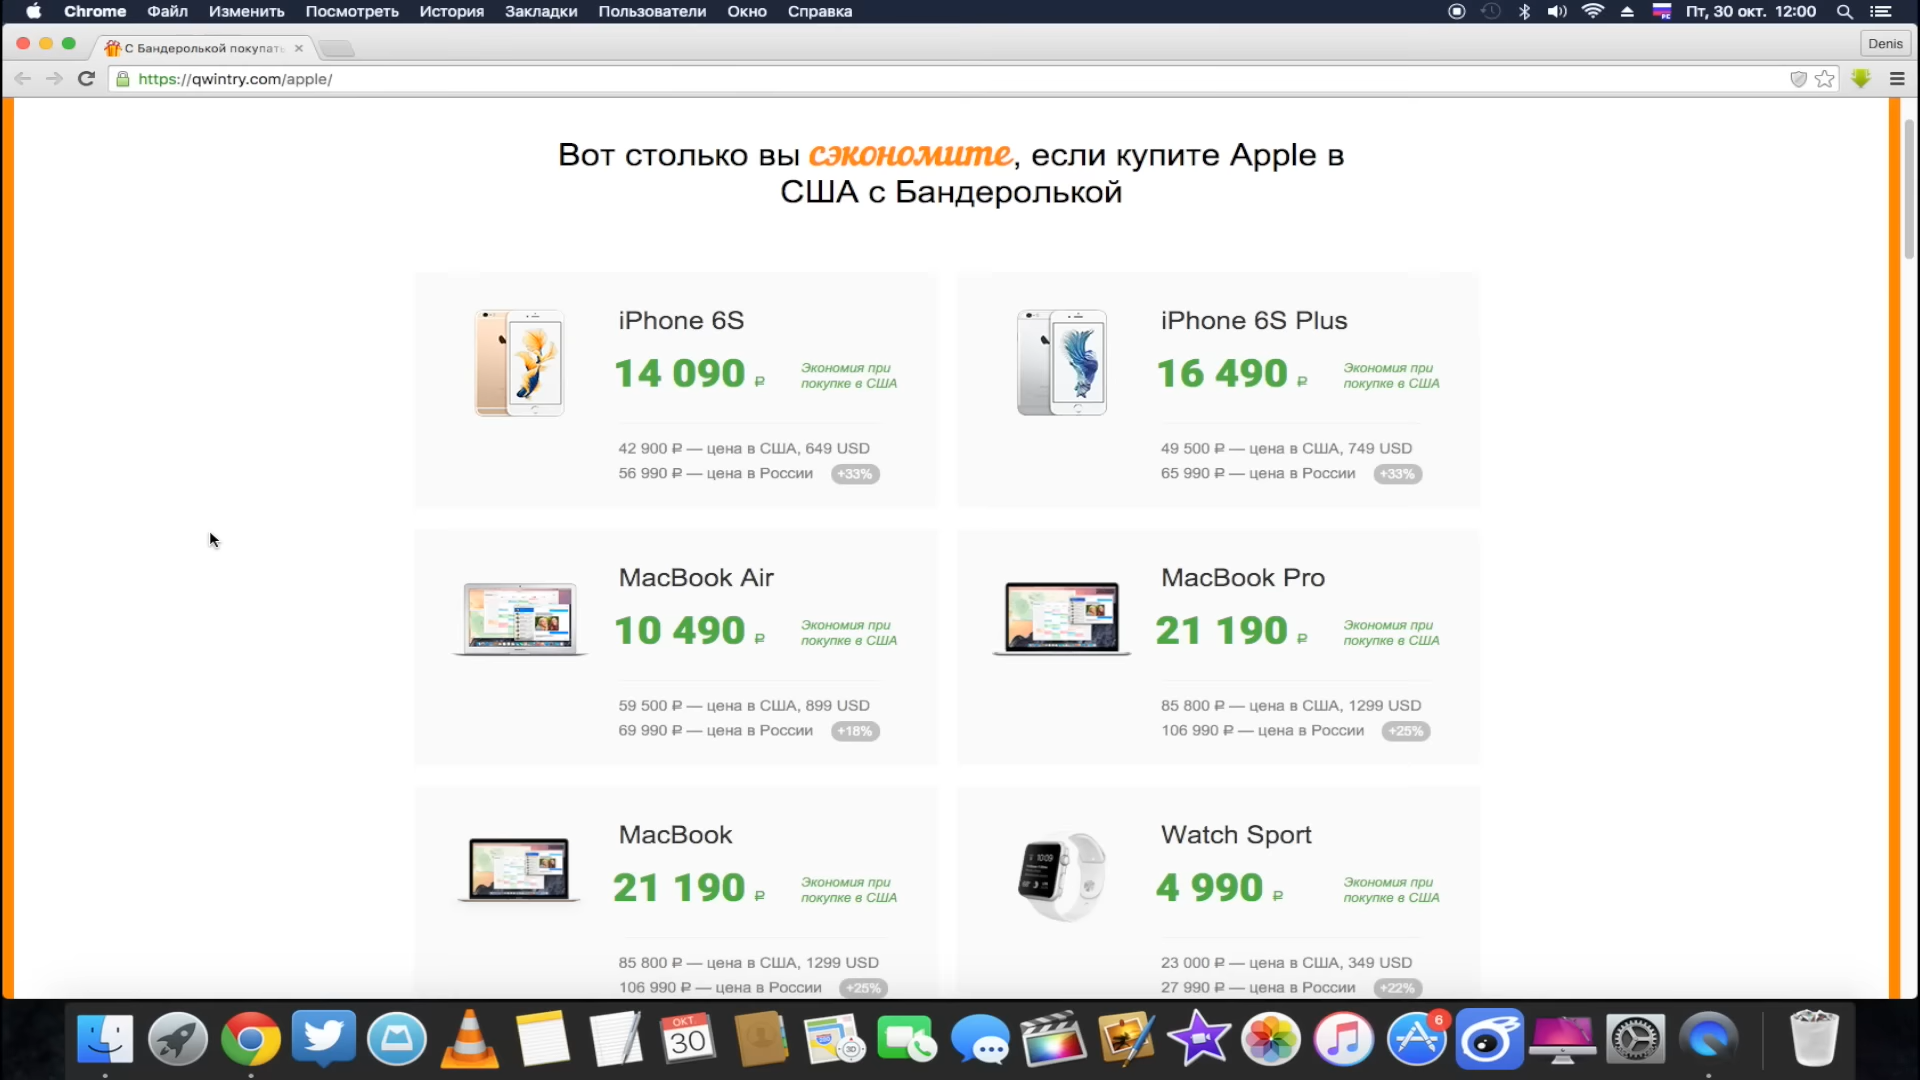 Chrome Файл Изменить Посмотреть История Закладки Пользователи Окно Справка Пт, 30 окт. 12:00
С Бандеролькой покупать Denis
https://qwintry.com/apple/
Вот столько вы сэкономите, если купите Apple в
США с Бандеролькой
iPhone 6S
14 090 ₽
Экономия при
покупке в США
42 900 ₽ — цена в США, 649 USD
56 990 ₽ — цена в России +33%
iPhone 6S Plus
16 490 ₽
Экономия при
покупке в США
49 500 ₽ — цена в США, 749 USD
65 990 ₽ — цена в России +33%
MacBook Air
10 490 ₽
Экономия при
покупке в США
59 500 ₽ — цена в США, 899 USD
69 990 ₽ — цена в России +18%
MacBook Pro
21 190 ₽
Экономия при
покупке в США
85 800 ₽ — цена в США, 1299 USD
106 990 ₽ — цена в России +25%
MacBook
21 190 ₽
Экономия при
покупке в США
85 800 ₽ — цена в США, 1299 USD
106 990 ₽ — цена в России +25%
Watch Sport
4 990 ₽
Экономия при
покупке в США
23 000 ₽ — цена в США, 349 USD
27 990 ₽ — цена в России +22%
ОКТ.
30
3D
6